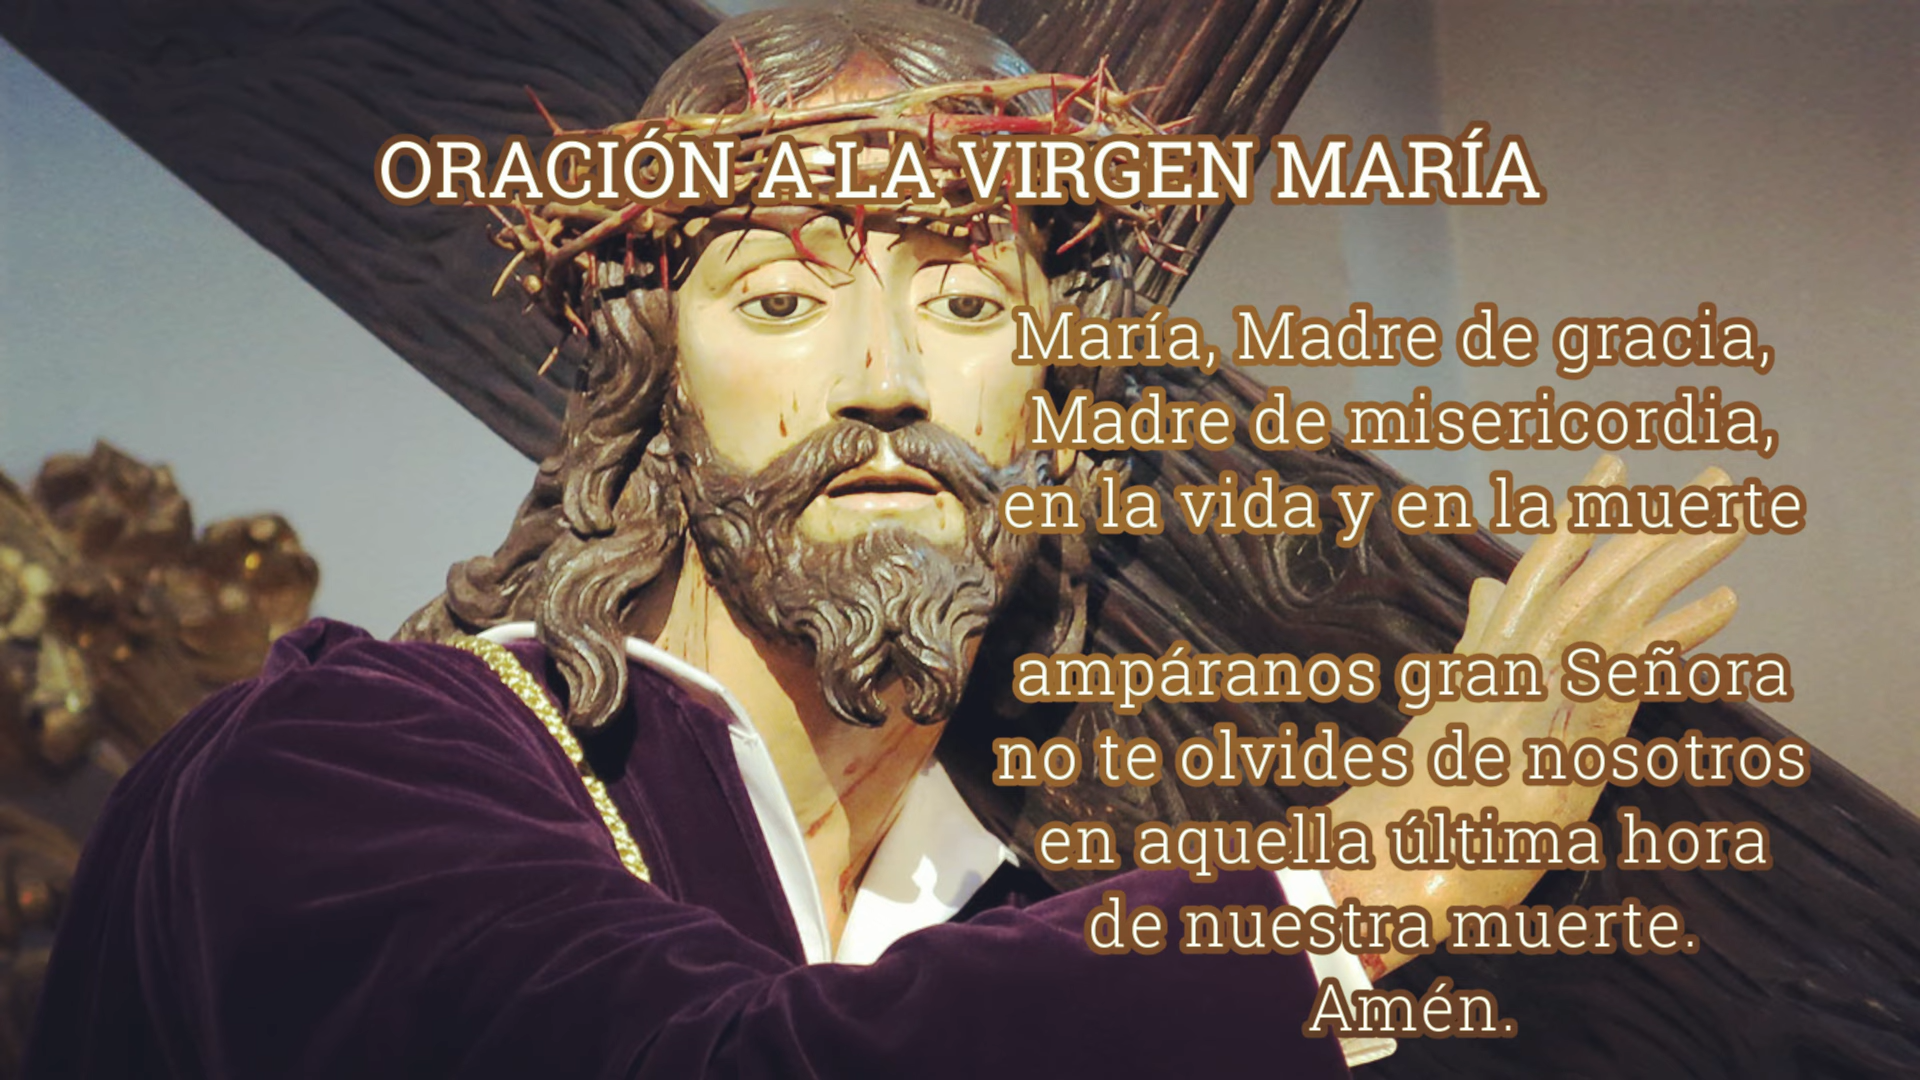 ORACIÓN A LA VIRGEN MARÍA
María, Madre de gracia,
Madre de misericordia,
en la vida y en la muerte
ampáranos gran Señora
no te olvides de nosotros
en aquella última hora
de nuestra muerte.
Amén.